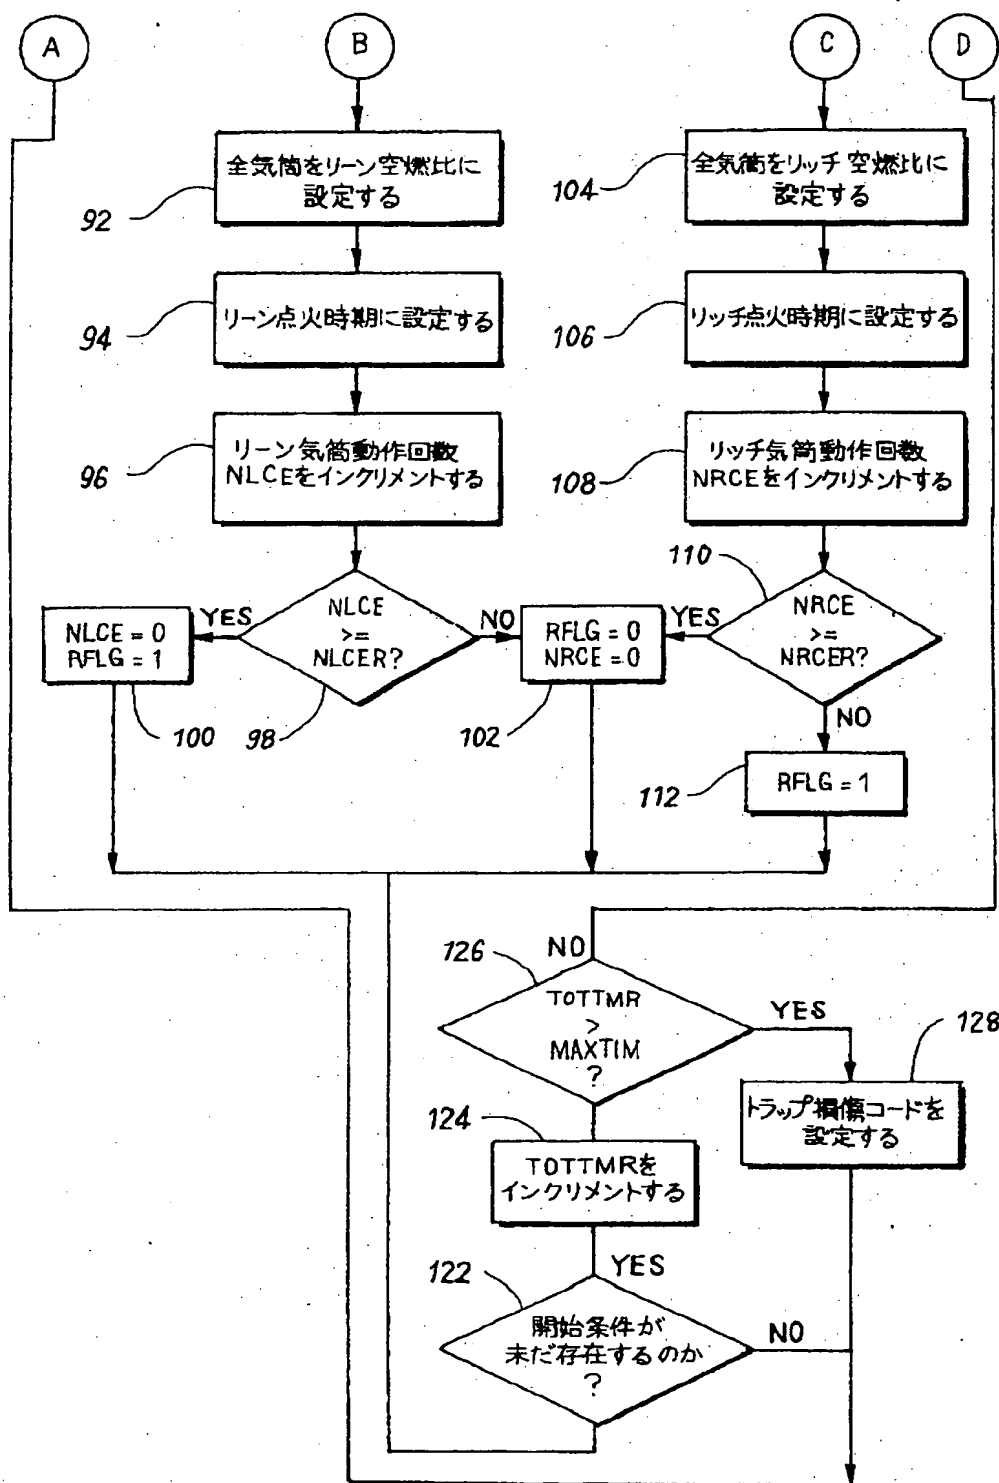 A
B
C
D
全気筒をリーン空燃比に
設定する
92
リーン点火時期に設定する
94
リーン気筒動作回数
NLCEをインクリメントする
96
NLCE
>=
NLCER?
98
YES
NO
NLCE = 0
RFLG = 1
100
RFLG = 0
NRCE = 0
102
全気筒をリッチ空燃比に
設定する
104
リッチ点火時期に設定する
106
リッチ気筒動作回数
NRCEをインクリメントする
108
NRCE
>=
NRCER?
110
YES
NO
RFLG = 1
112
NO
126
TOTTMR
>
MAXTIM
?
YES
128
トラップ損傷コードを
設定する
124
TOTTMRを
インクリメントする
YES
122
開始条件が
未だ存在するのか
?
NO